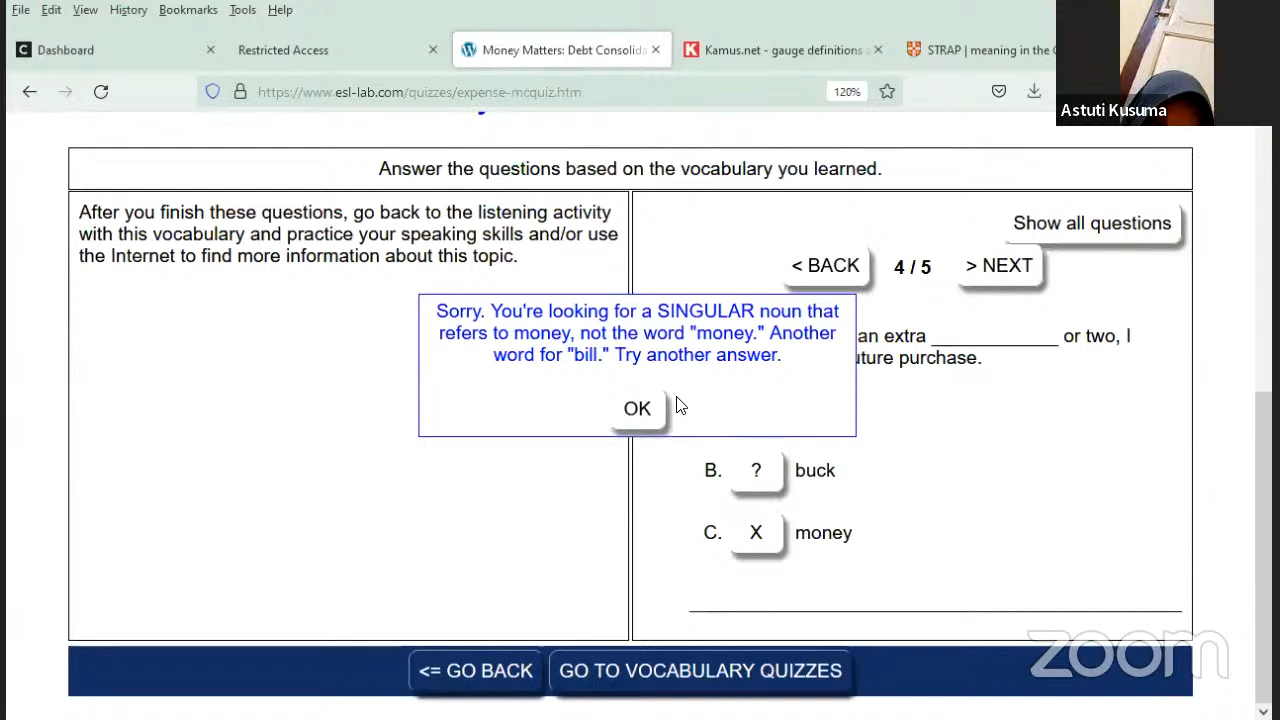 File Edit View History Bookmarks Tools Help
Dashboard
Restricted Access
Money Matters: Debt Consolida
Kamus.net - gauge definitions
STRAP | meaning in the
https://www.esl-lab.com/quizzes/expense-mcquiz.htm
120%
Astuti Kusuma
Answer the questions based on the vocabulary you learned.
After you finish these questions, go back to the listening activity
with this vocabulary and practice your speaking skills and/or use
the Internet to find more information about this topic.
Show all questions
< BACK 4 / 5 > NEXT
Sorry. You're looking for a SINGULAR noun that
refers to money, not the word "money." Another
word for "bill." Try another answer.
OK
an extra ____________ or two, I
uture purchase.
B. ? buck
C. X money
<= GO BACK
GO TO VOCABULARY QUIZZES
zoom